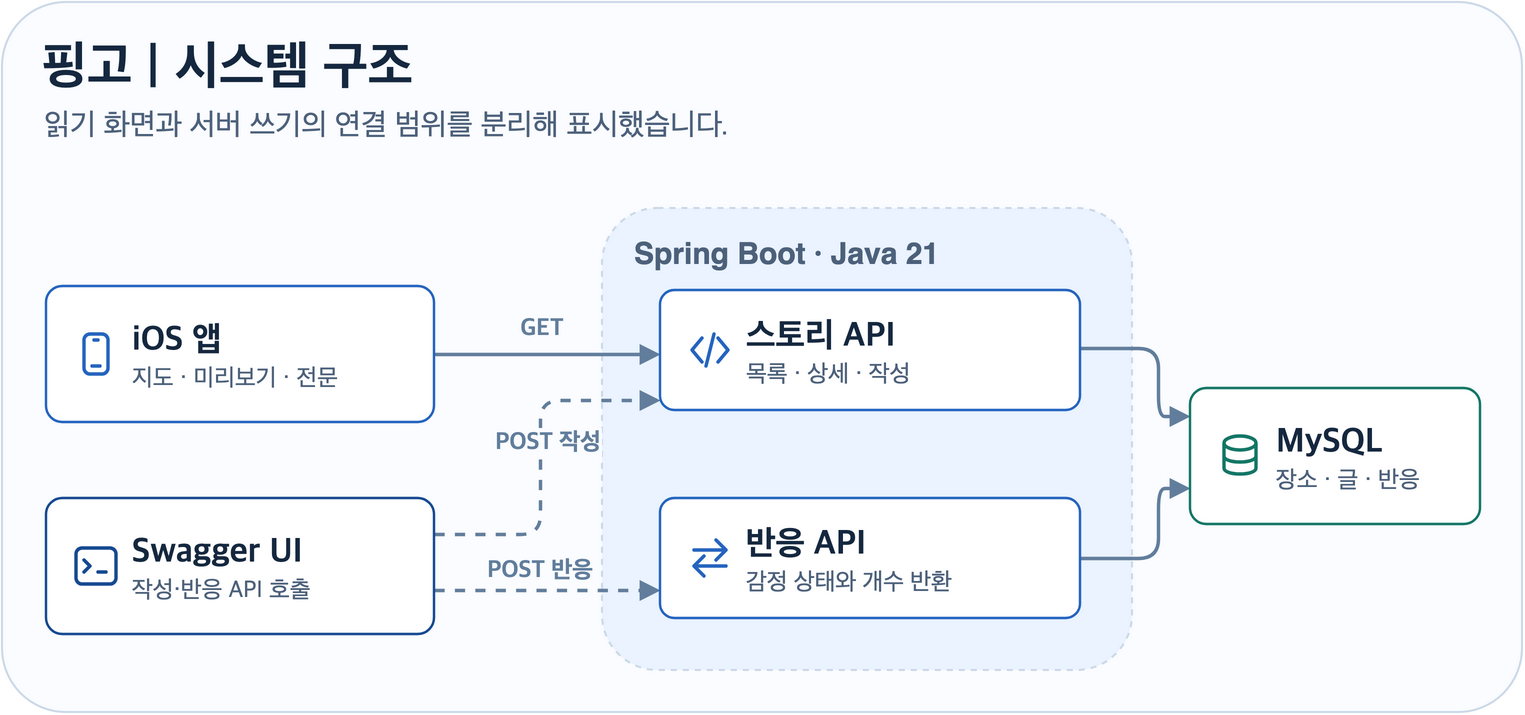 핑고 | 시스템 구조
읽기 화면과 서버 쓰기의 연결 범위를 분리해 표시했습니다.
Spring Boot · Java 21
iOS 앱
지도 · 미리보기 · 전문
GET
스토리 API
목록 · 상세 · 작성
POST 작성
MySQL
장소 · 글 · 반응
Swagger UI
작성·반응 API 호출
POST 반응
반응 API
감정 상태와 개수 반환